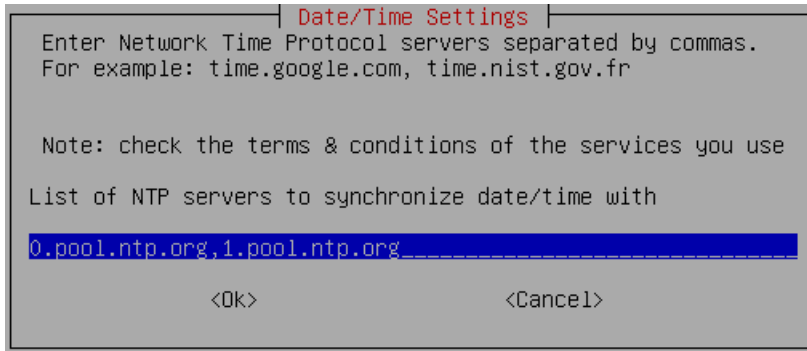 Date/Time Settings
Enter Network Time Protocol servers separated by commas.
For example: time.google.com, time.nist.gov.fr
Note: check the terms & conditions of the services you use
List of NTP servers to synchronize date/time with
0.pool.ntp.org,1.pool.ntp.org_______________________________
<Ok> <Cancel>